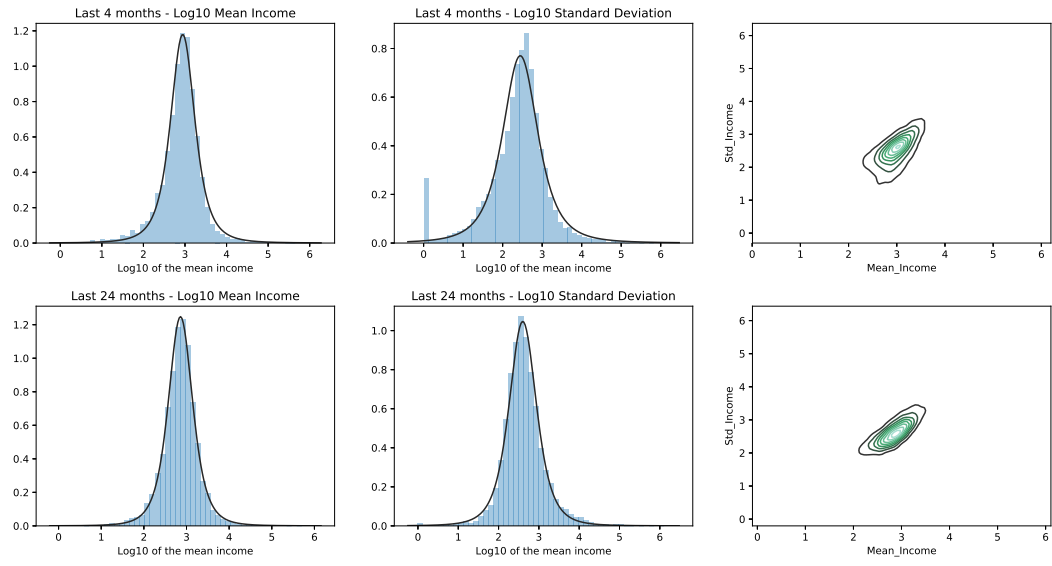 Last 4 months - Log10 Mean Income
1.2
1.0
0.8
0.6
0.4
0.2
0.0
0 1 2 3 4 5 6
Log10 of the mean income
Last 4 months - Log10 Standard Deviation
0.8
0.6
0.4
0.2
0.0
0 1 2 3 4 5 6
Log10 of the mean income
6
5
4
3
2
1
0
Std_Income
0 1 2 3 4 5 6
Mean_Income
Last 24 months - Log10 Mean Income
1.2
1.0
0.8
0.6
0.4
0.2
0.0
0 1 2 3 4 5 6
Log10 of the mean income
Last 24 months - Log10 Standard Deviation
1.0
0.8
0.6
0.4
0.2
0.0
0 1 2 3 4 5 6
Log10 of the mean income
6
5
4
3
2
1
0
Std_Income
0 1 2 3 4 5 6
Mean_Income